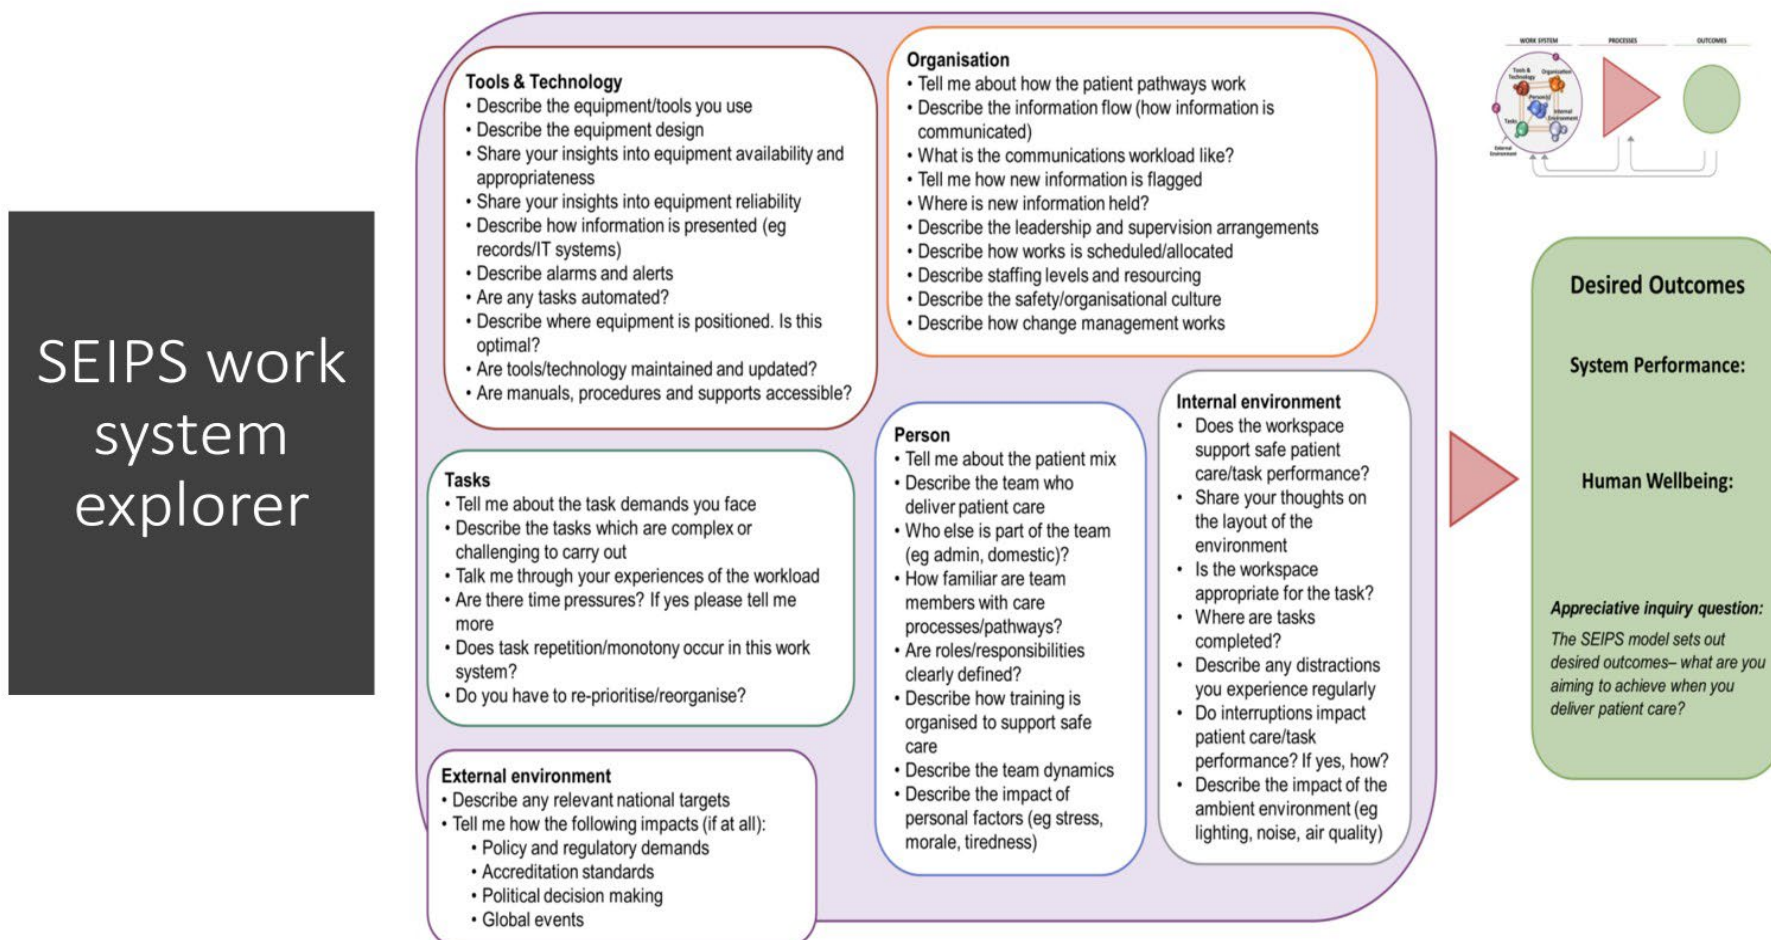 SEIPS work
system
explorer
Tools & Technology
• Describe the equipment/tools you use
• Describe the equipment design
• Share your insights into equipment availability and
appropriateness
• Share your insights into equipment reliability
• Describe how information is presented (eg
records/IT systems)
• Describe alarms and alerts
• Are any tasks automated?
• Describe where equipment is positioned. Is this
optimal?
• Are tools/technology maintained and updated?
• Are manuals, procedures and supports accessible?
Organisation
• Tell me about how the patient pathways work
• Describe the information flow (how information is
communicated)
• What is the communications workload like?
• Tell me how new information is flagged
• Where is new information held?
• Describe the leadership and supervision arrangements
• Describe how works is scheduled/allocated
• Describe staffing levels and resourcing
• Describe the safety/organisational culture
• Describe how change management works
Tasks
• Tell me about the task demands you face
• Describe the tasks which are complex or
challenging to carry out
• Talk me through your experiences of the workload
• Are there time pressures? If yes please tell me
more
• Does task repetition/monotony occur in this work
system?
• Do you have to re-prioritise/reorganise?
Person
• Tell me about the patient mix
• Describe the team who
deliver patient care
• Who else is part of the team
(eg admin, domestic)?
• How familiar are team
members with care
processes/pathways?
• Are roles/responsibilities
clearly defined?
• Describe how training is
organised to support safe
care
• Describe the team dynamics
• Describe the impact of
personal factors (eg stress,
morale, tiredness)
Internal environment
• Does the workspace
support safe patient
care/task performance?
• Share your thoughts on
the layout of the
environment
• Is the workspace
appropriate for the task?
• Where are tasks
completed?
• Describe any distractions
you experience regularly
• Do interruptions impact
patient care/task
performance? If yes, how?
• Describe the impact of the
ambient environment (eg
lighting, noise, air quality)
External environment
• Describe any relevant national targets
• Tell me how the following impacts (if at all):
• Policy and regulatory demands
• Accreditation standards
• Political decision making
• Global events
WORK SYSTEM
PROCESSES
OUTCOMES
Tools &
Technology
Organization
Person(s)
Tasks
Internal
Environment
External
Environment
Desired Outcomes
System Performance:
Human Wellbeing:
Appreciative inquiry question:
The SEIPS model sets out
desired outcomes– what are you
aiming to achieve when you
deliver patient care?